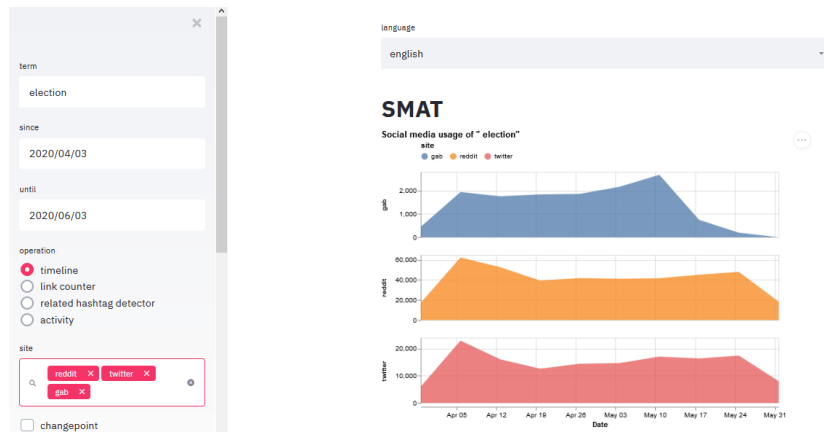 term
election
since
2020/04/03
until
2020/06/03
operation
timeline
link counter
related hashtag detector
activity
site
reddit × twitter ×
gab ×
changepoint
language
english
SMAT
Social media usage of " election"
site
gab reddit twitter
2,000
1,000
0
gab
60,000
40,000
20,000
0
reddit
20,000
10,000
0
twitter
Apr 05 Apr 12 Apr 19 Apr 26 May 03 May 10 May 17 May 24 May 31
Date